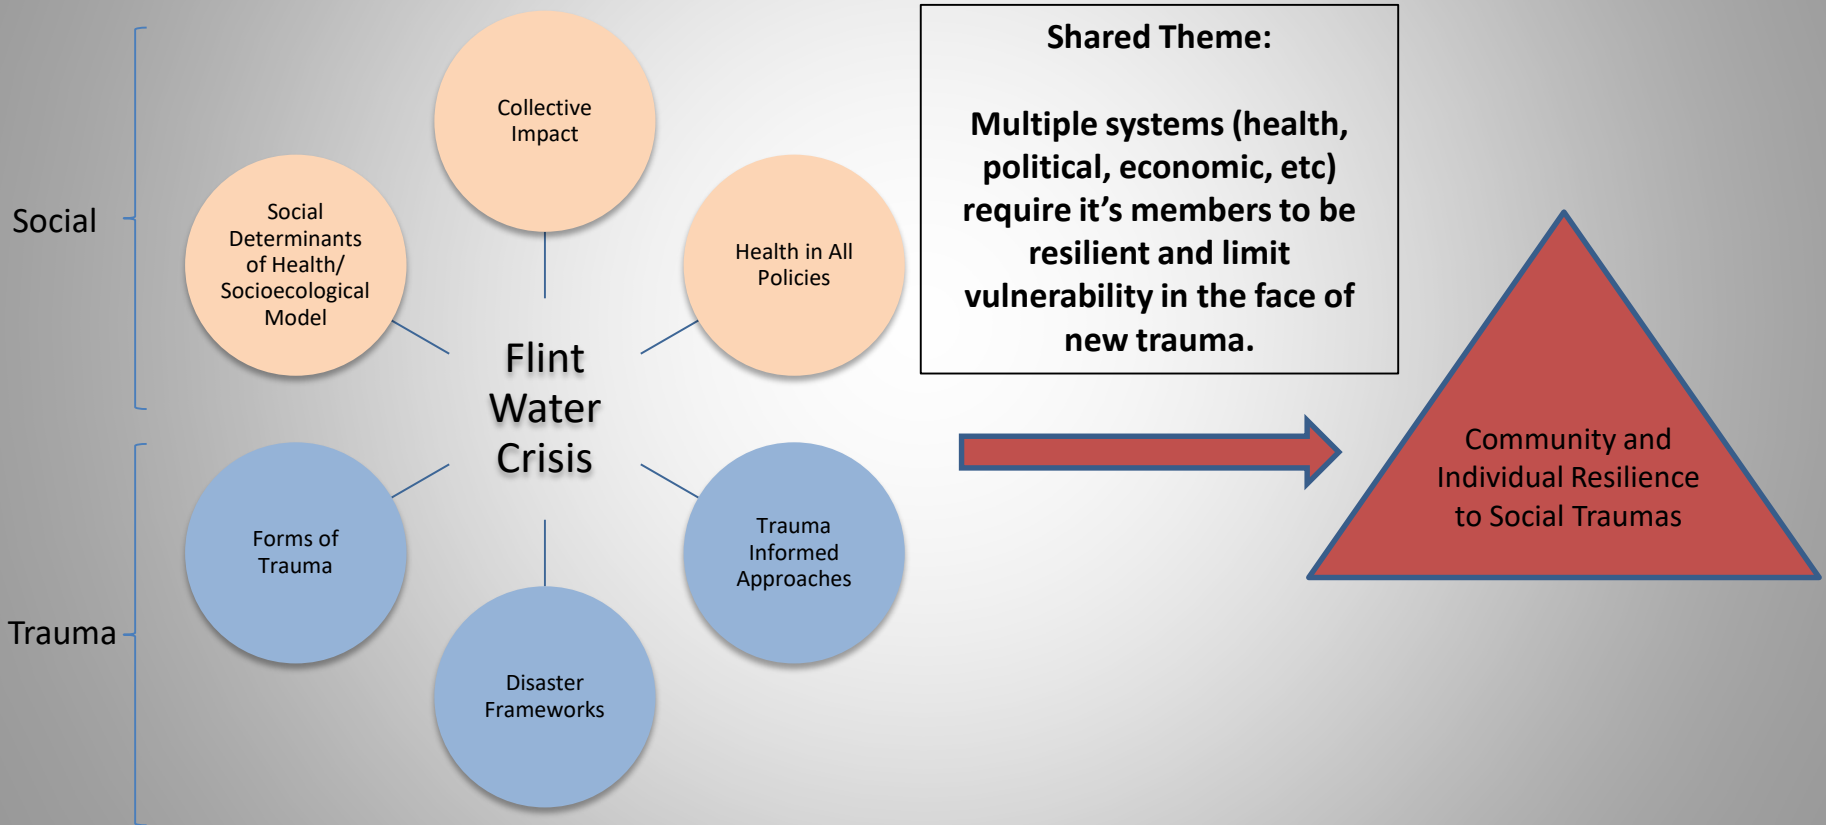 Social
Collective
Impact
Social
Determinants
of Health/
Socioecological
Model
Health in All
Policies
Flint
Water
Crisis
Trauma
Forms of
Trauma
Trauma
Informed
Approaches
Disaster
Frameworks
Shared Theme:
Multiple systems (health,
political, economic, etc)
require it’s members to be
resilient and limit
vulnerability in the face of
new trauma.
Community and
Individual Resilience
to Social Traumas